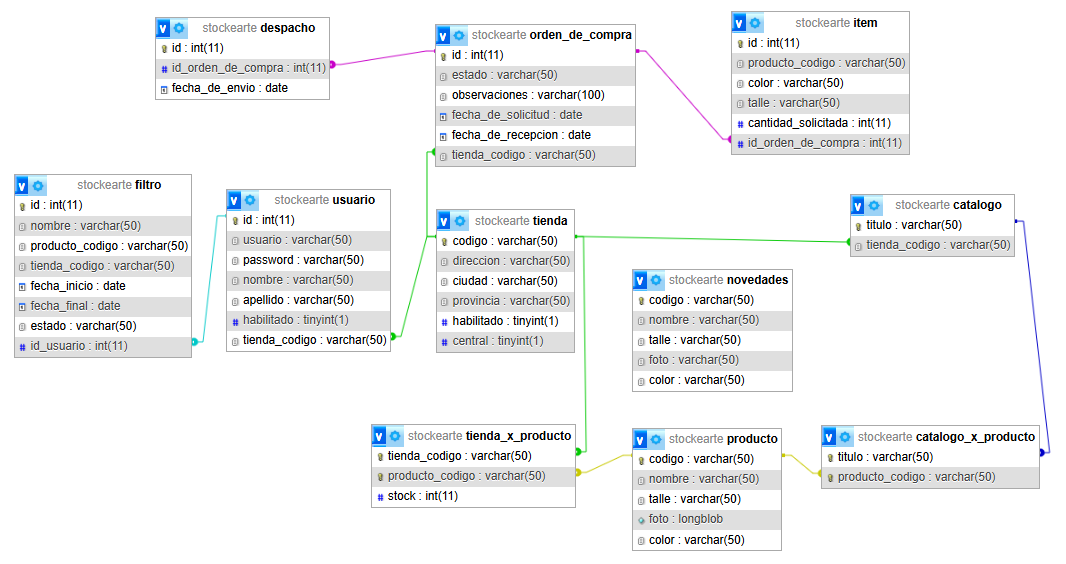 stockearte despacho
id : int(11)
id_orden_de_compra : int(11)
fecha_de_envio : date
stockearte orden_de_compra
id : int(11)
estado : varchar(50)
observaciones : varchar(100)
fecha_de_solicitud : date
fecha_de_recepcion : date
tienda_codigo : varchar(50)
stockearte item
id : int(11)
producto_codigo : varchar(50)
color : varchar(50)
talle : varchar(50)
cantidad_solicitada : int(11)
id_orden_de_compra : int(11)
stockearte filtro
id : int(11)
nombre : varchar(50)
producto_codigo : varchar(50)
tienda_codigo : varchar(50)
fecha_inicio : date
fecha_final : date
estado : varchar(50)
id_usuario : int(11)
stockearte usuario
id : int(11)
usuario : varchar(50)
password : varchar(50)
nombre : varchar(50)
apellido : varchar(50)
habilitado : tinyint(1)
tienda_codigo : varchar(50)
stockearte tienda
codigo : varchar(50)
direccion : varchar(50)
ciudad : varchar(50)
provincia : varchar(50)
habilitado : tinyint(1)
central : tinyint(1)
stockearte catalogo
titulo : varchar(50)
tienda_codigo : varchar(50)
stockearte novedades
codigo : varchar(50)
nombre : varchar(50)
talle : varchar(50)
foto : varchar(50)
color : varchar(50)
stockearte tienda_x_producto
tienda_codigo : varchar(50)
producto_codigo : varchar(50)
stock : int(11)
stockearte producto
codigo : varchar(50)
nombre : varchar(50)
talle : varchar(50)
foto : longblob
color : varchar(50)
stockearte catalogo_x_producto
titulo : varchar(50)
producto_codigo : varchar(50)